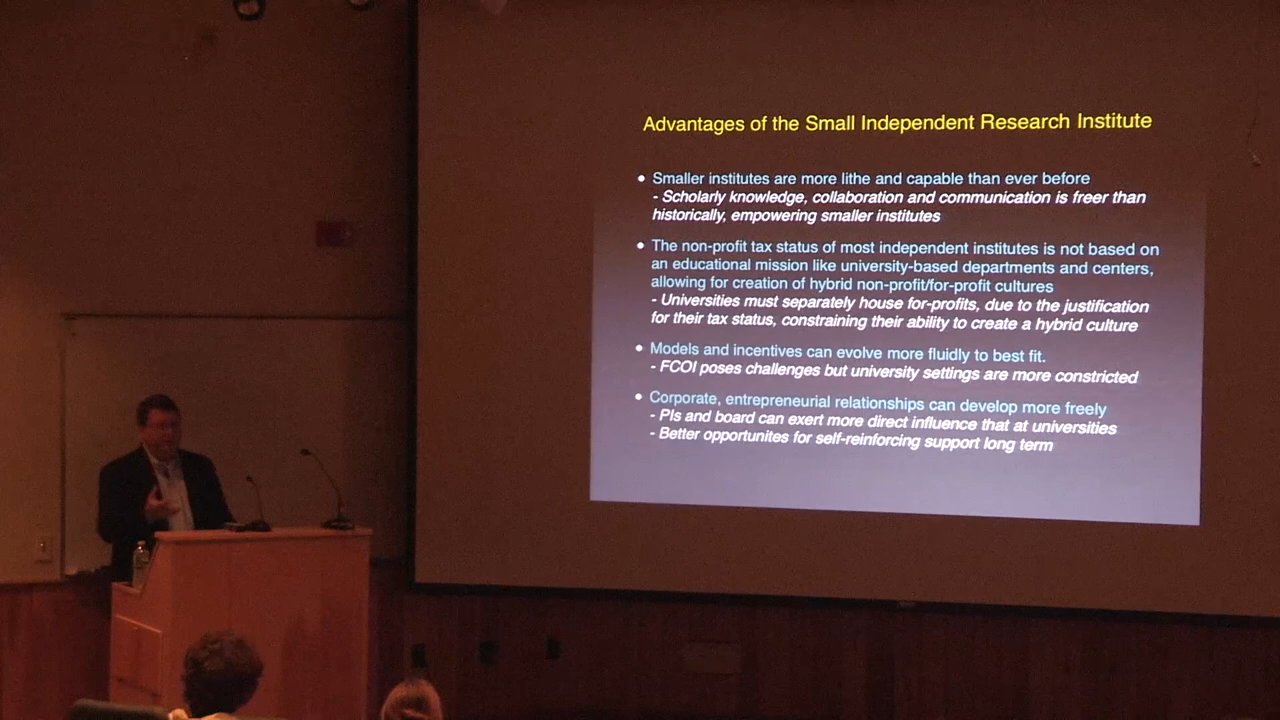 Advantages of the Small Independent Research Institute
• Smaller institutes are more lithe and capable than ever before
- Scholarly knowledge, collaboration and communication is freer than
historically, empowering smaller institutes
• The non-profit tax status of most independent institutes is not based on
an educational mission like university-based departments and centers,
allowing for creation of hybrid non-profit/for-profit cultures
- Universities must separately house for-profits, due to the justification
for their tax status, constraining their ability to create a hybrid culture
• Models and incentives can evolve more fluidly to best fit.
- FCOI poses challenges but university settings are more constricted
• Corporate, entrepreneurial relationships can develop more freely
- PIs and board can exert more direct influence that at universities
- Better opportunites for self-reinforcing support long term